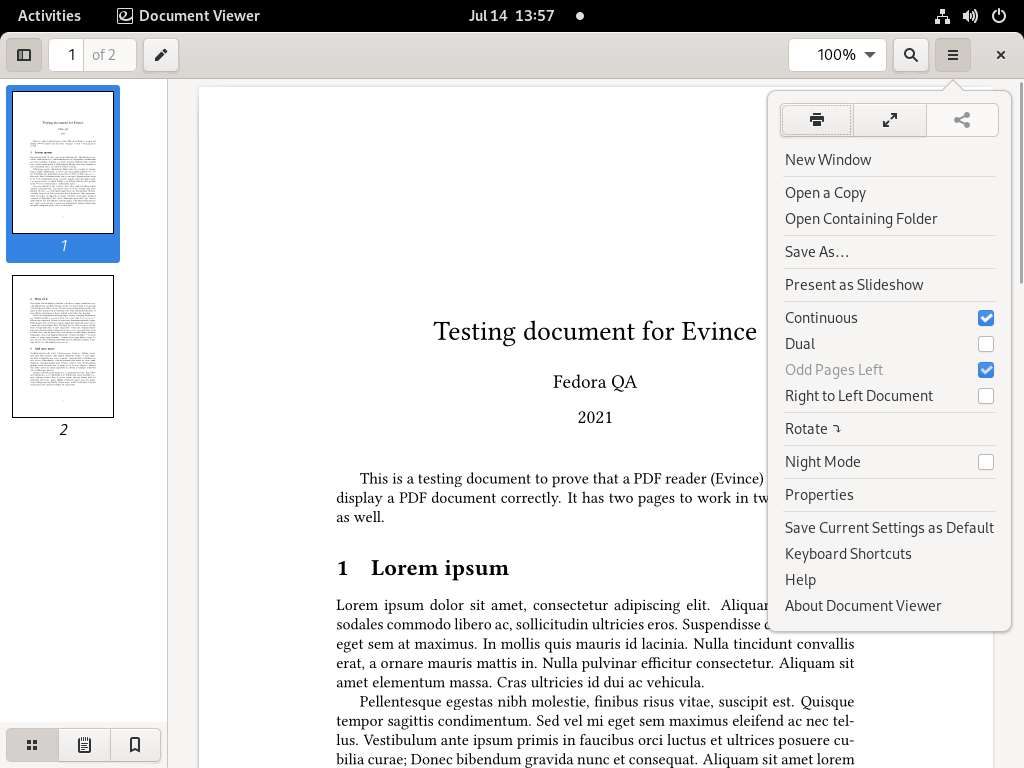 Activities
Document Viewer
Jul 14 13:57
1 of 2
100%
1
2
Testing document for Evince
Fedora QA
2021
This is a testing document to prove that a PDF reader (Evince)
display a PDF document correctly. It has two pages to work in
as well.
1 Lorem ipsum
Lorem ipsum dolor sit amet, consectetur adipiscing elit.
sodales commodo libero ac, sollicitudin ultricies eros. Suspendisse
eget sem at maximus. In mollis quis mauris id lacinia. Nulla tincidunt convallis
erat, a ornare mauris mattis in. Nulla pulvinar efficitur consectetur. Aliquam sit
amet elementum massa. Cras ultricies id dui ac vehicula.
Pellentesque egestas nibh molestie, finibus risus vitae, suscipit est. Quisque
tempor sagittis condimentum. Sed vel mi eget sem maximus eleifend ac nec tel-
lus. Vestibulum ante ipsum primis in faucibus orci luctus et ultrices posuere cu-
bilia curae; Donec bibendum gravida nunc et consequat. Aliquam sit amet lorem
New Window
Open a Copy
Open Containing Folder
Save As…
Present as Slideshow
Continuous
Dual
Odd Pages Left
Right to Left Document
Rotate ⤵
Night Mode
Properties
Save Current Settings as Default
Keyboard Shortcuts
Help
About Document Viewer